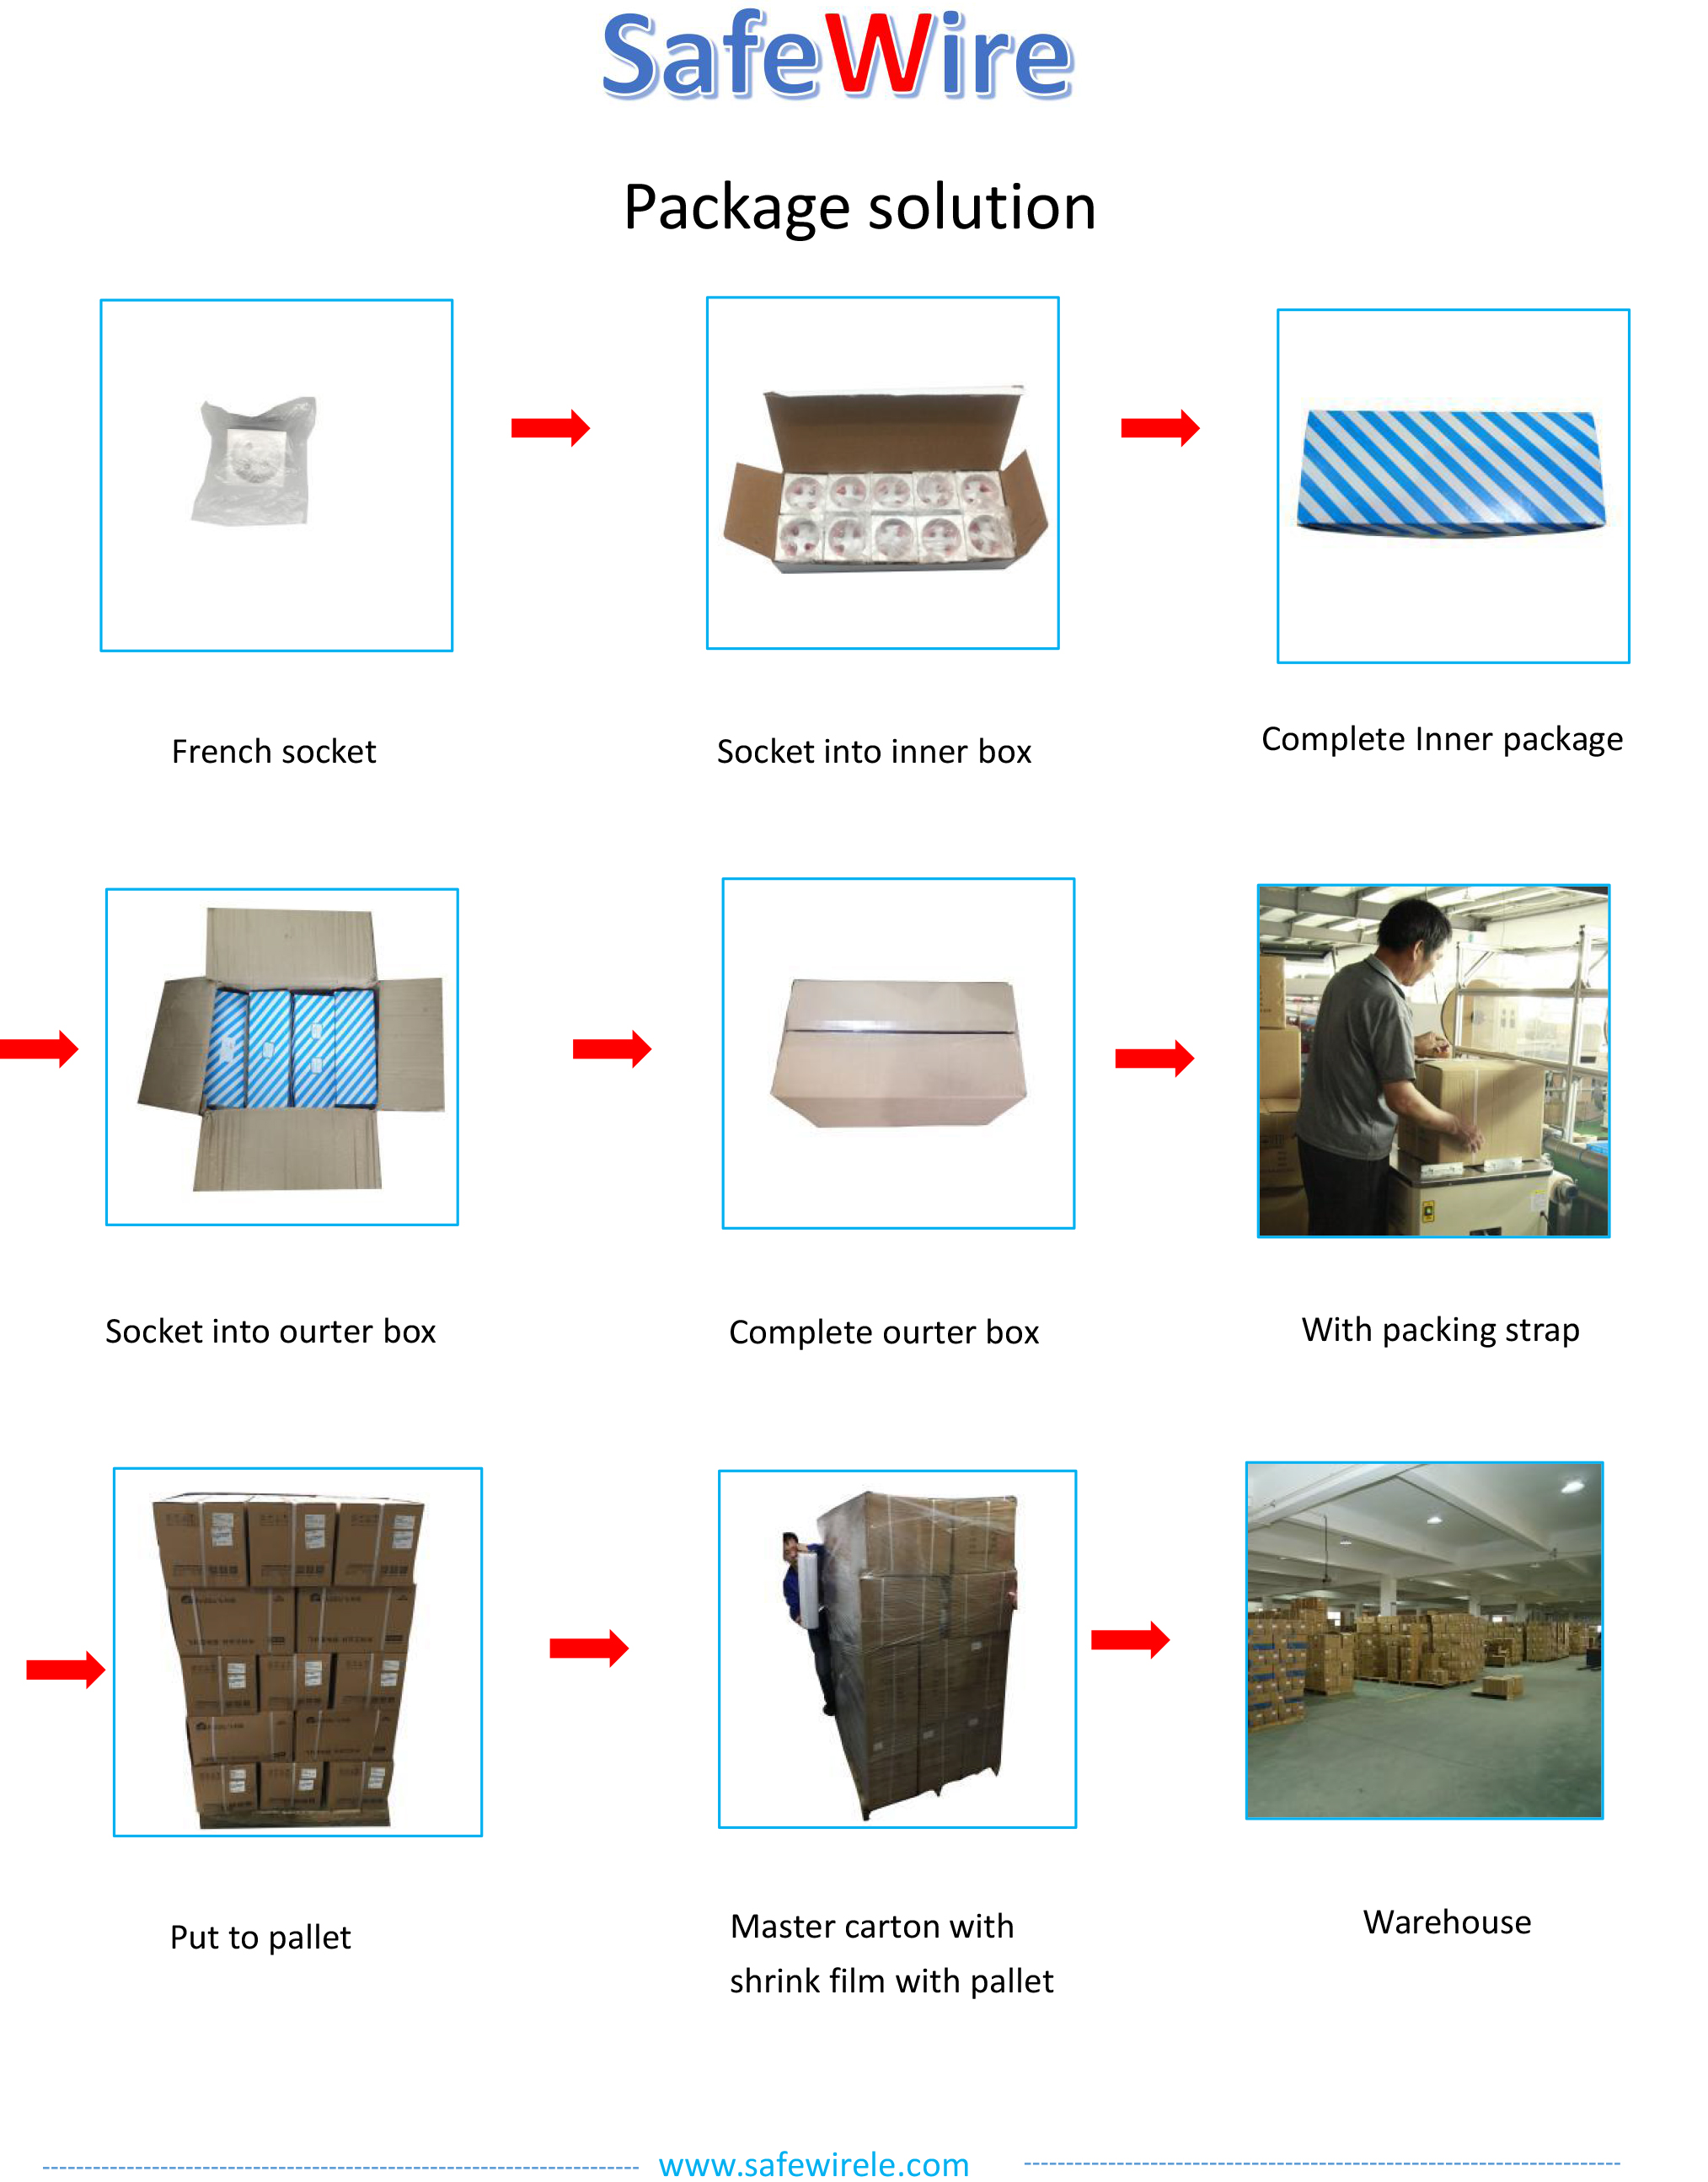 SafeWire
Package solution
French socket
Socket into inner box
Complete Inner package
Socket into ourter box
Complete ourter box
With packing strap
Put to pallet
Master carton with
shrink film with pallet
Warehouse
www.safewirele.com